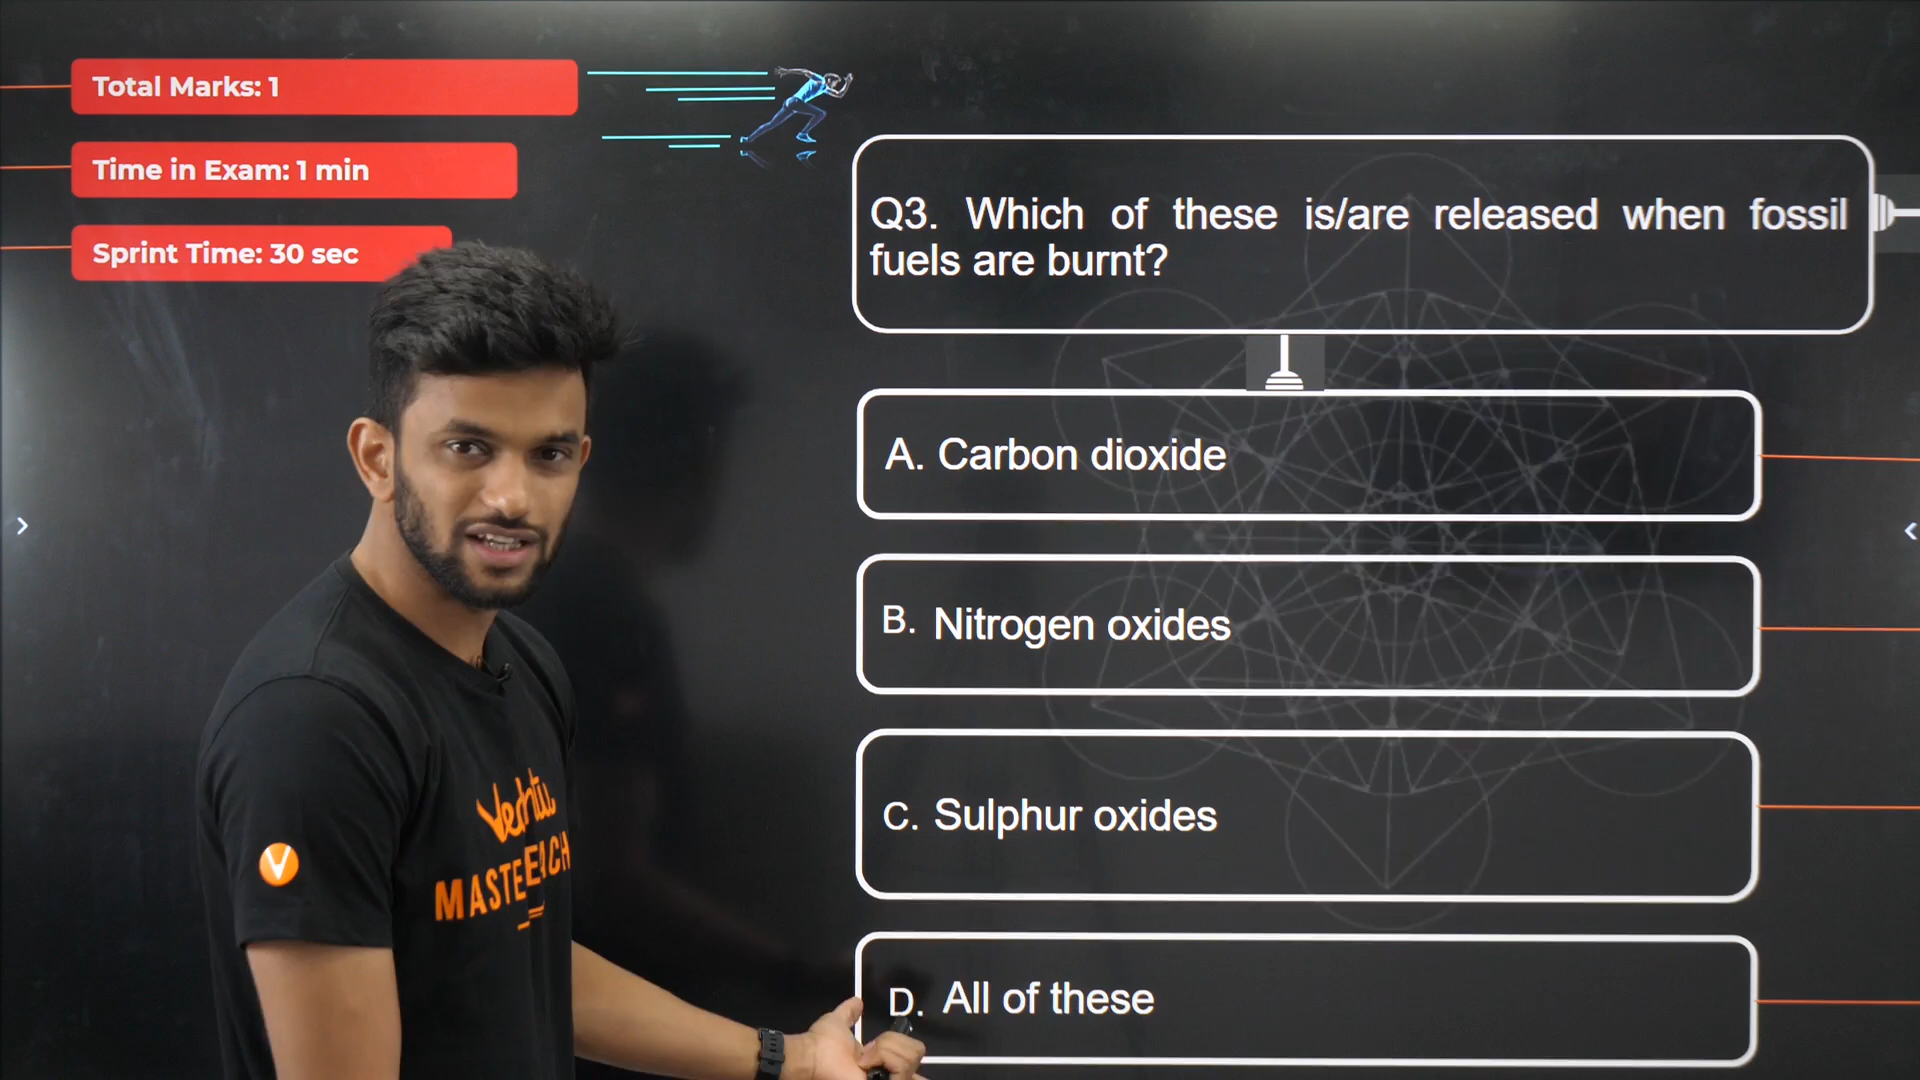 Total Marks: 1
Time in Exam: 1 min
Sprint Time: 30 sec
Q3. Which of these is/are released when fossil
fuels are burnt?
A. Carbon dioxide
B. Nitrogen oxides
C. Sulphur oxides
D. All of these
Vedantu
V